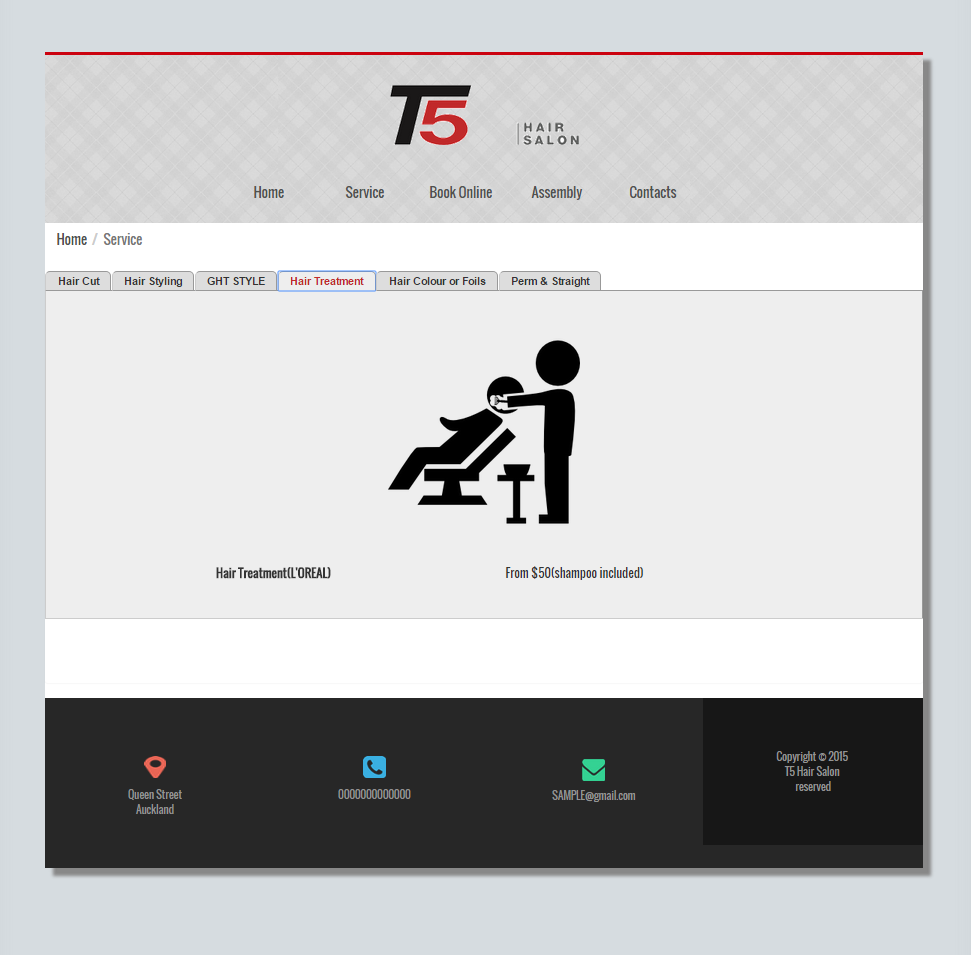 T5
HAIR
SALON
Home Service Book Online Assembly Contacts
Home / Service
Hair Cut Hair Styling GHT STYLE Hair Treatment Hair Colour or Foils Perm & Straight
Hair Treatment(L'OREAL) From $50(shampoo included)
Queen Street
Auckland
0000000000000
SAMPLE@gmail.com
Copyright © 2015
T5 Hair Salon
reserved